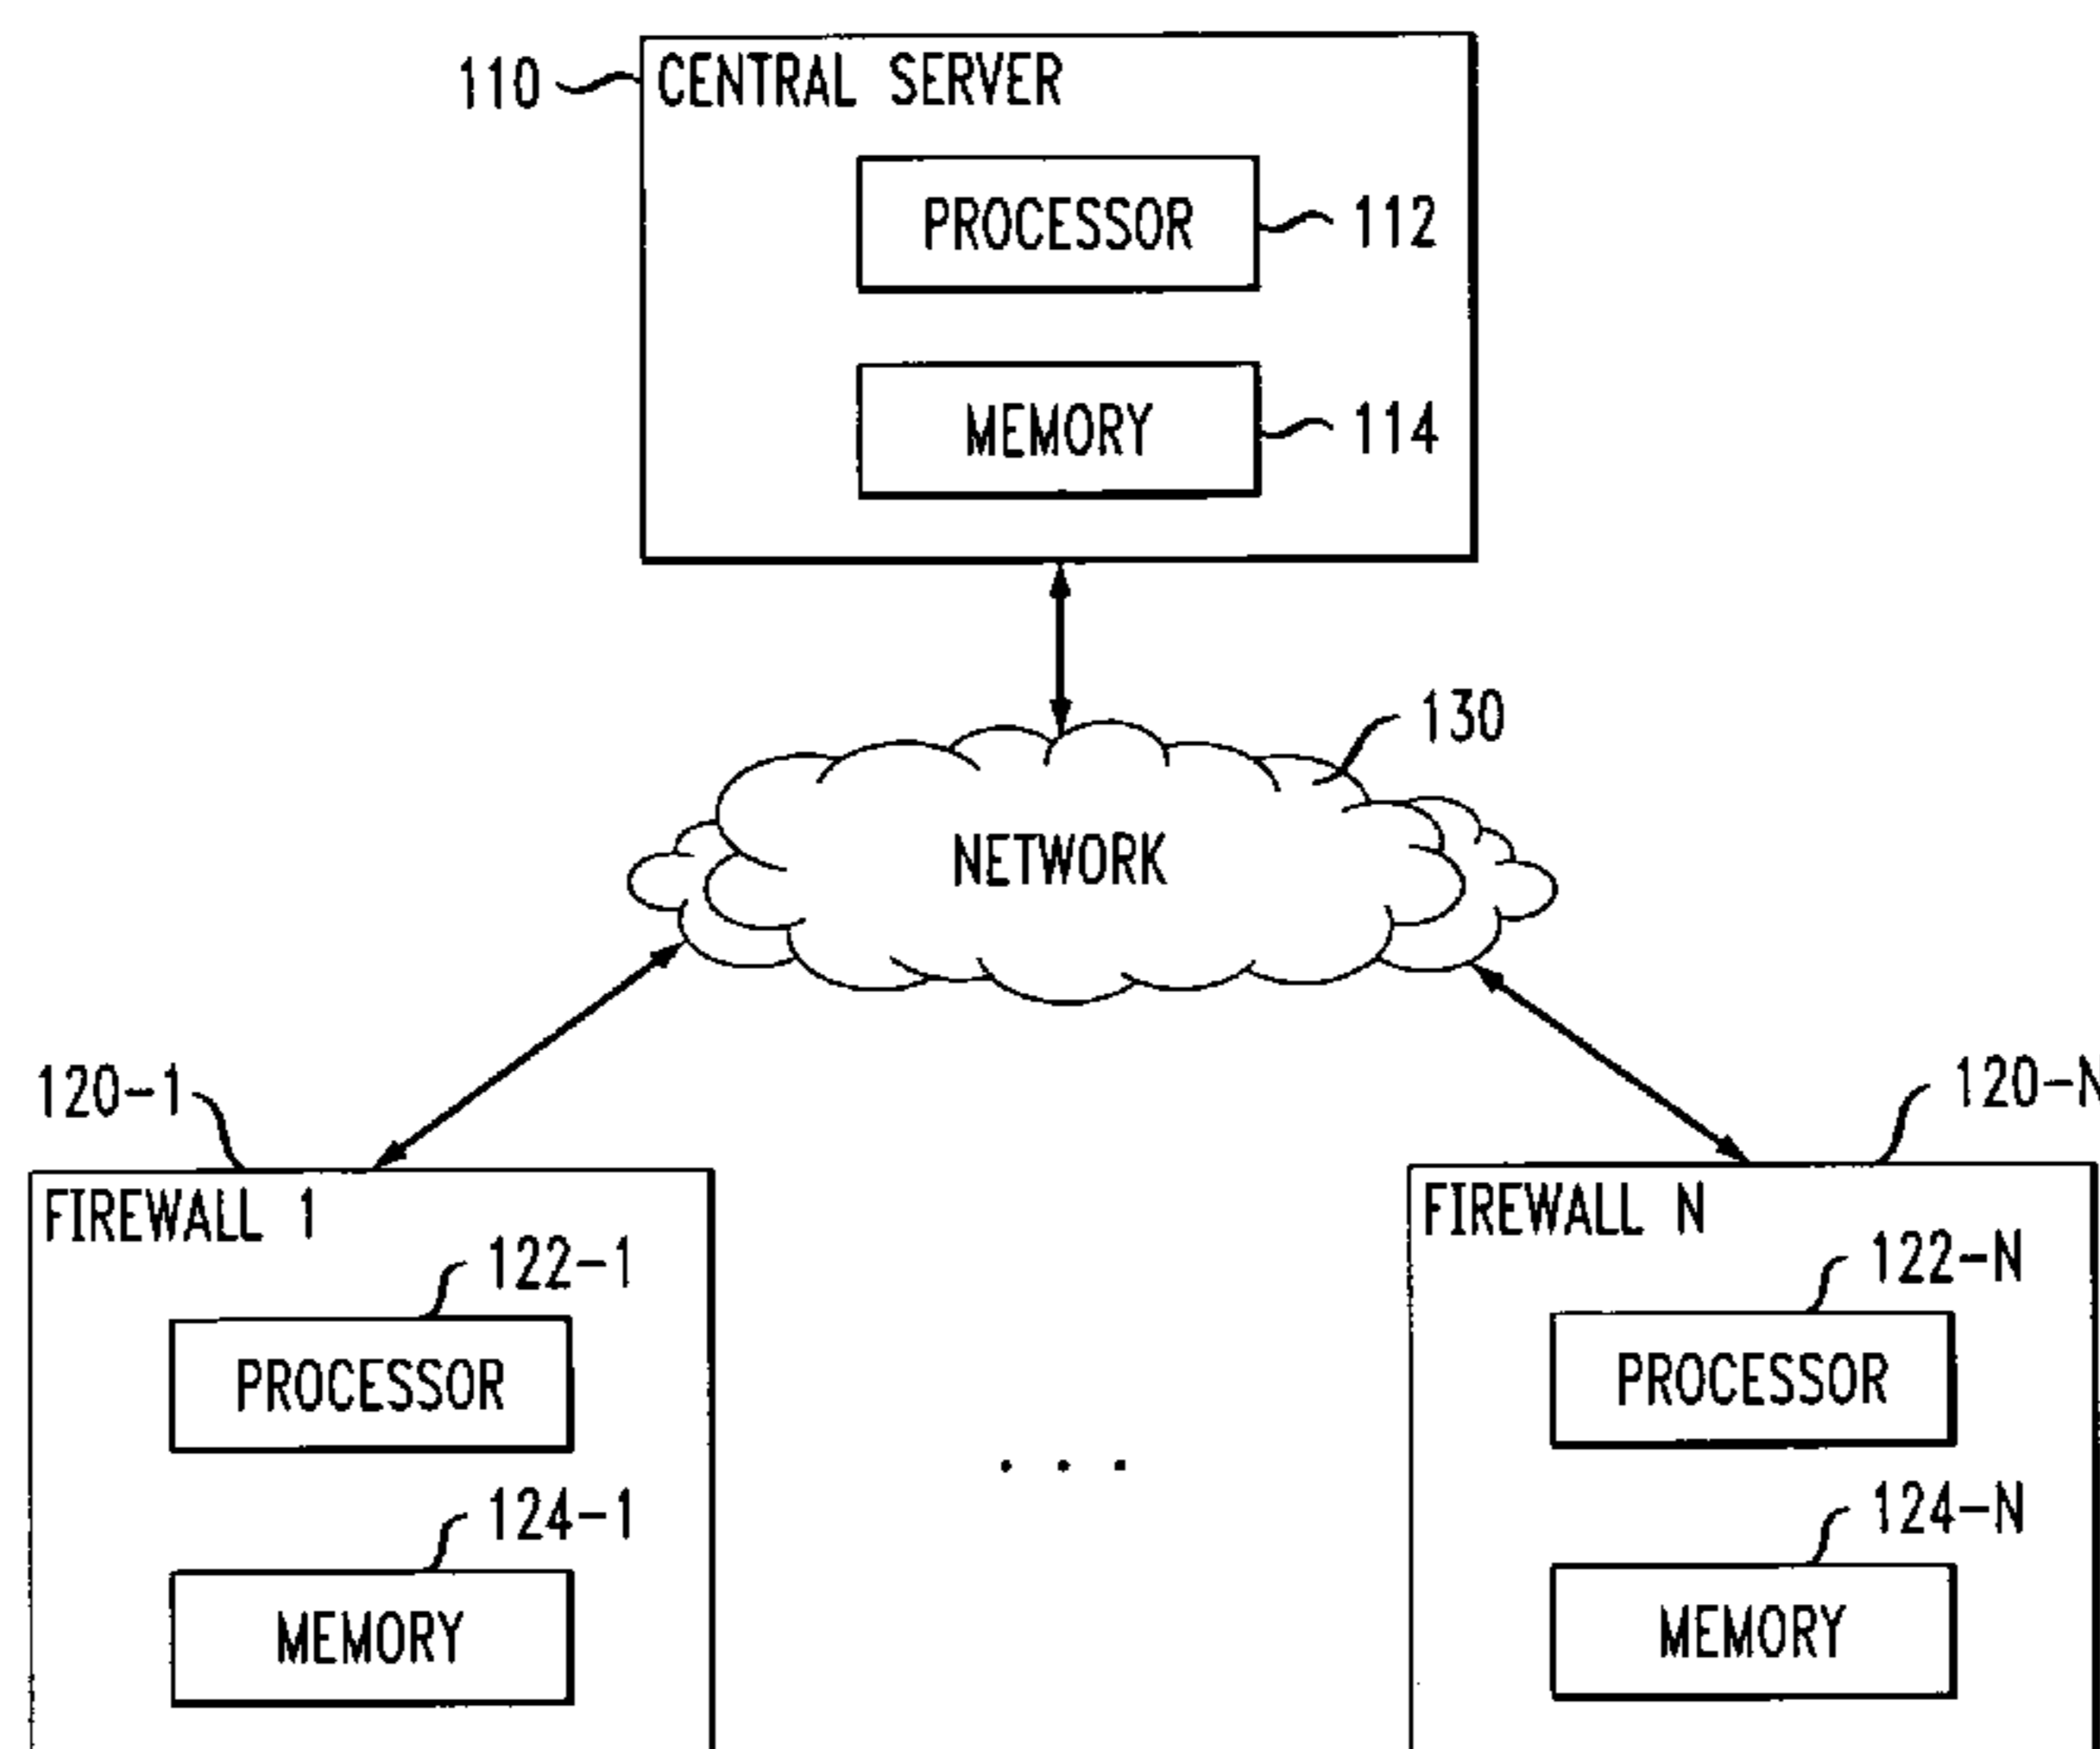 110
CENTRAL SERVER
PROCESSOR
112
MEMORY
114
130
NETWORK
120-1
120-N
FIREWALL 1
122-1
PROCESSOR
124-1
MEMORY
. . .
FIREWALL N
122-N
PROCESSOR
124-N
MEMORY